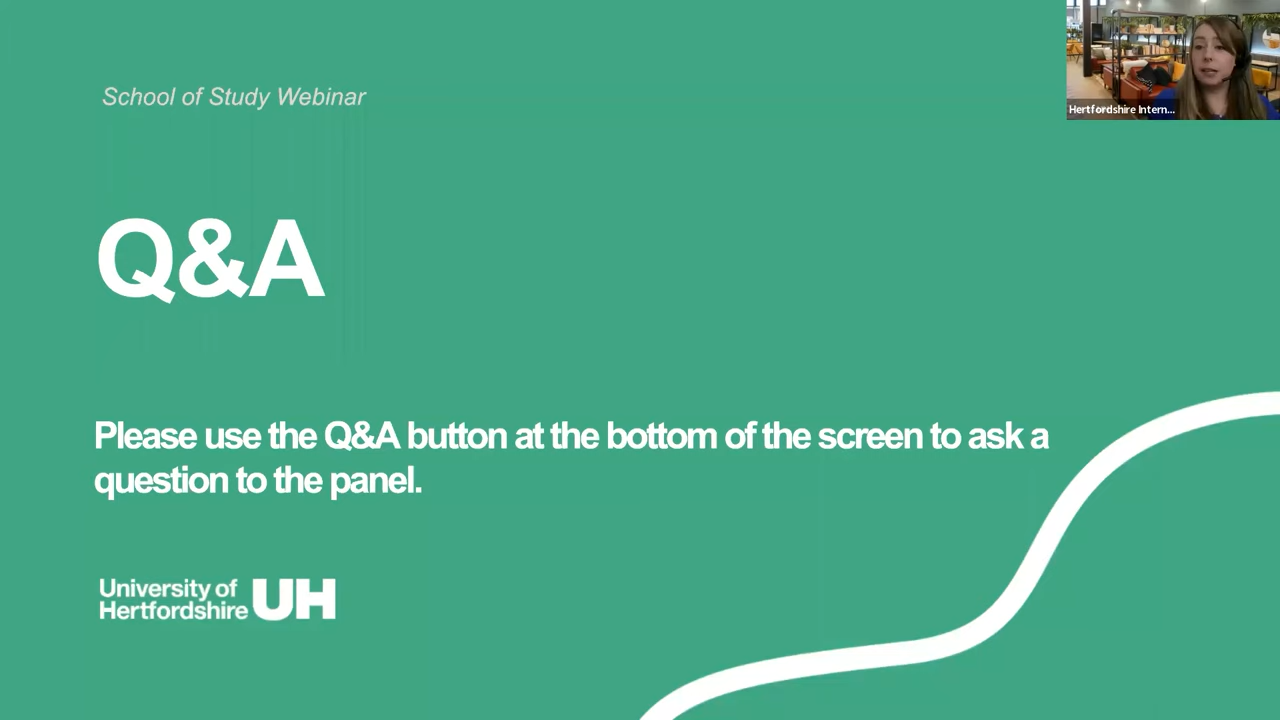 School of Study Webinar
Hertfordshire Intern...
Q&A
Please use the Q&A button at the bottom of the screen to ask a
question to the panel.
University of
Hertfordshire UH